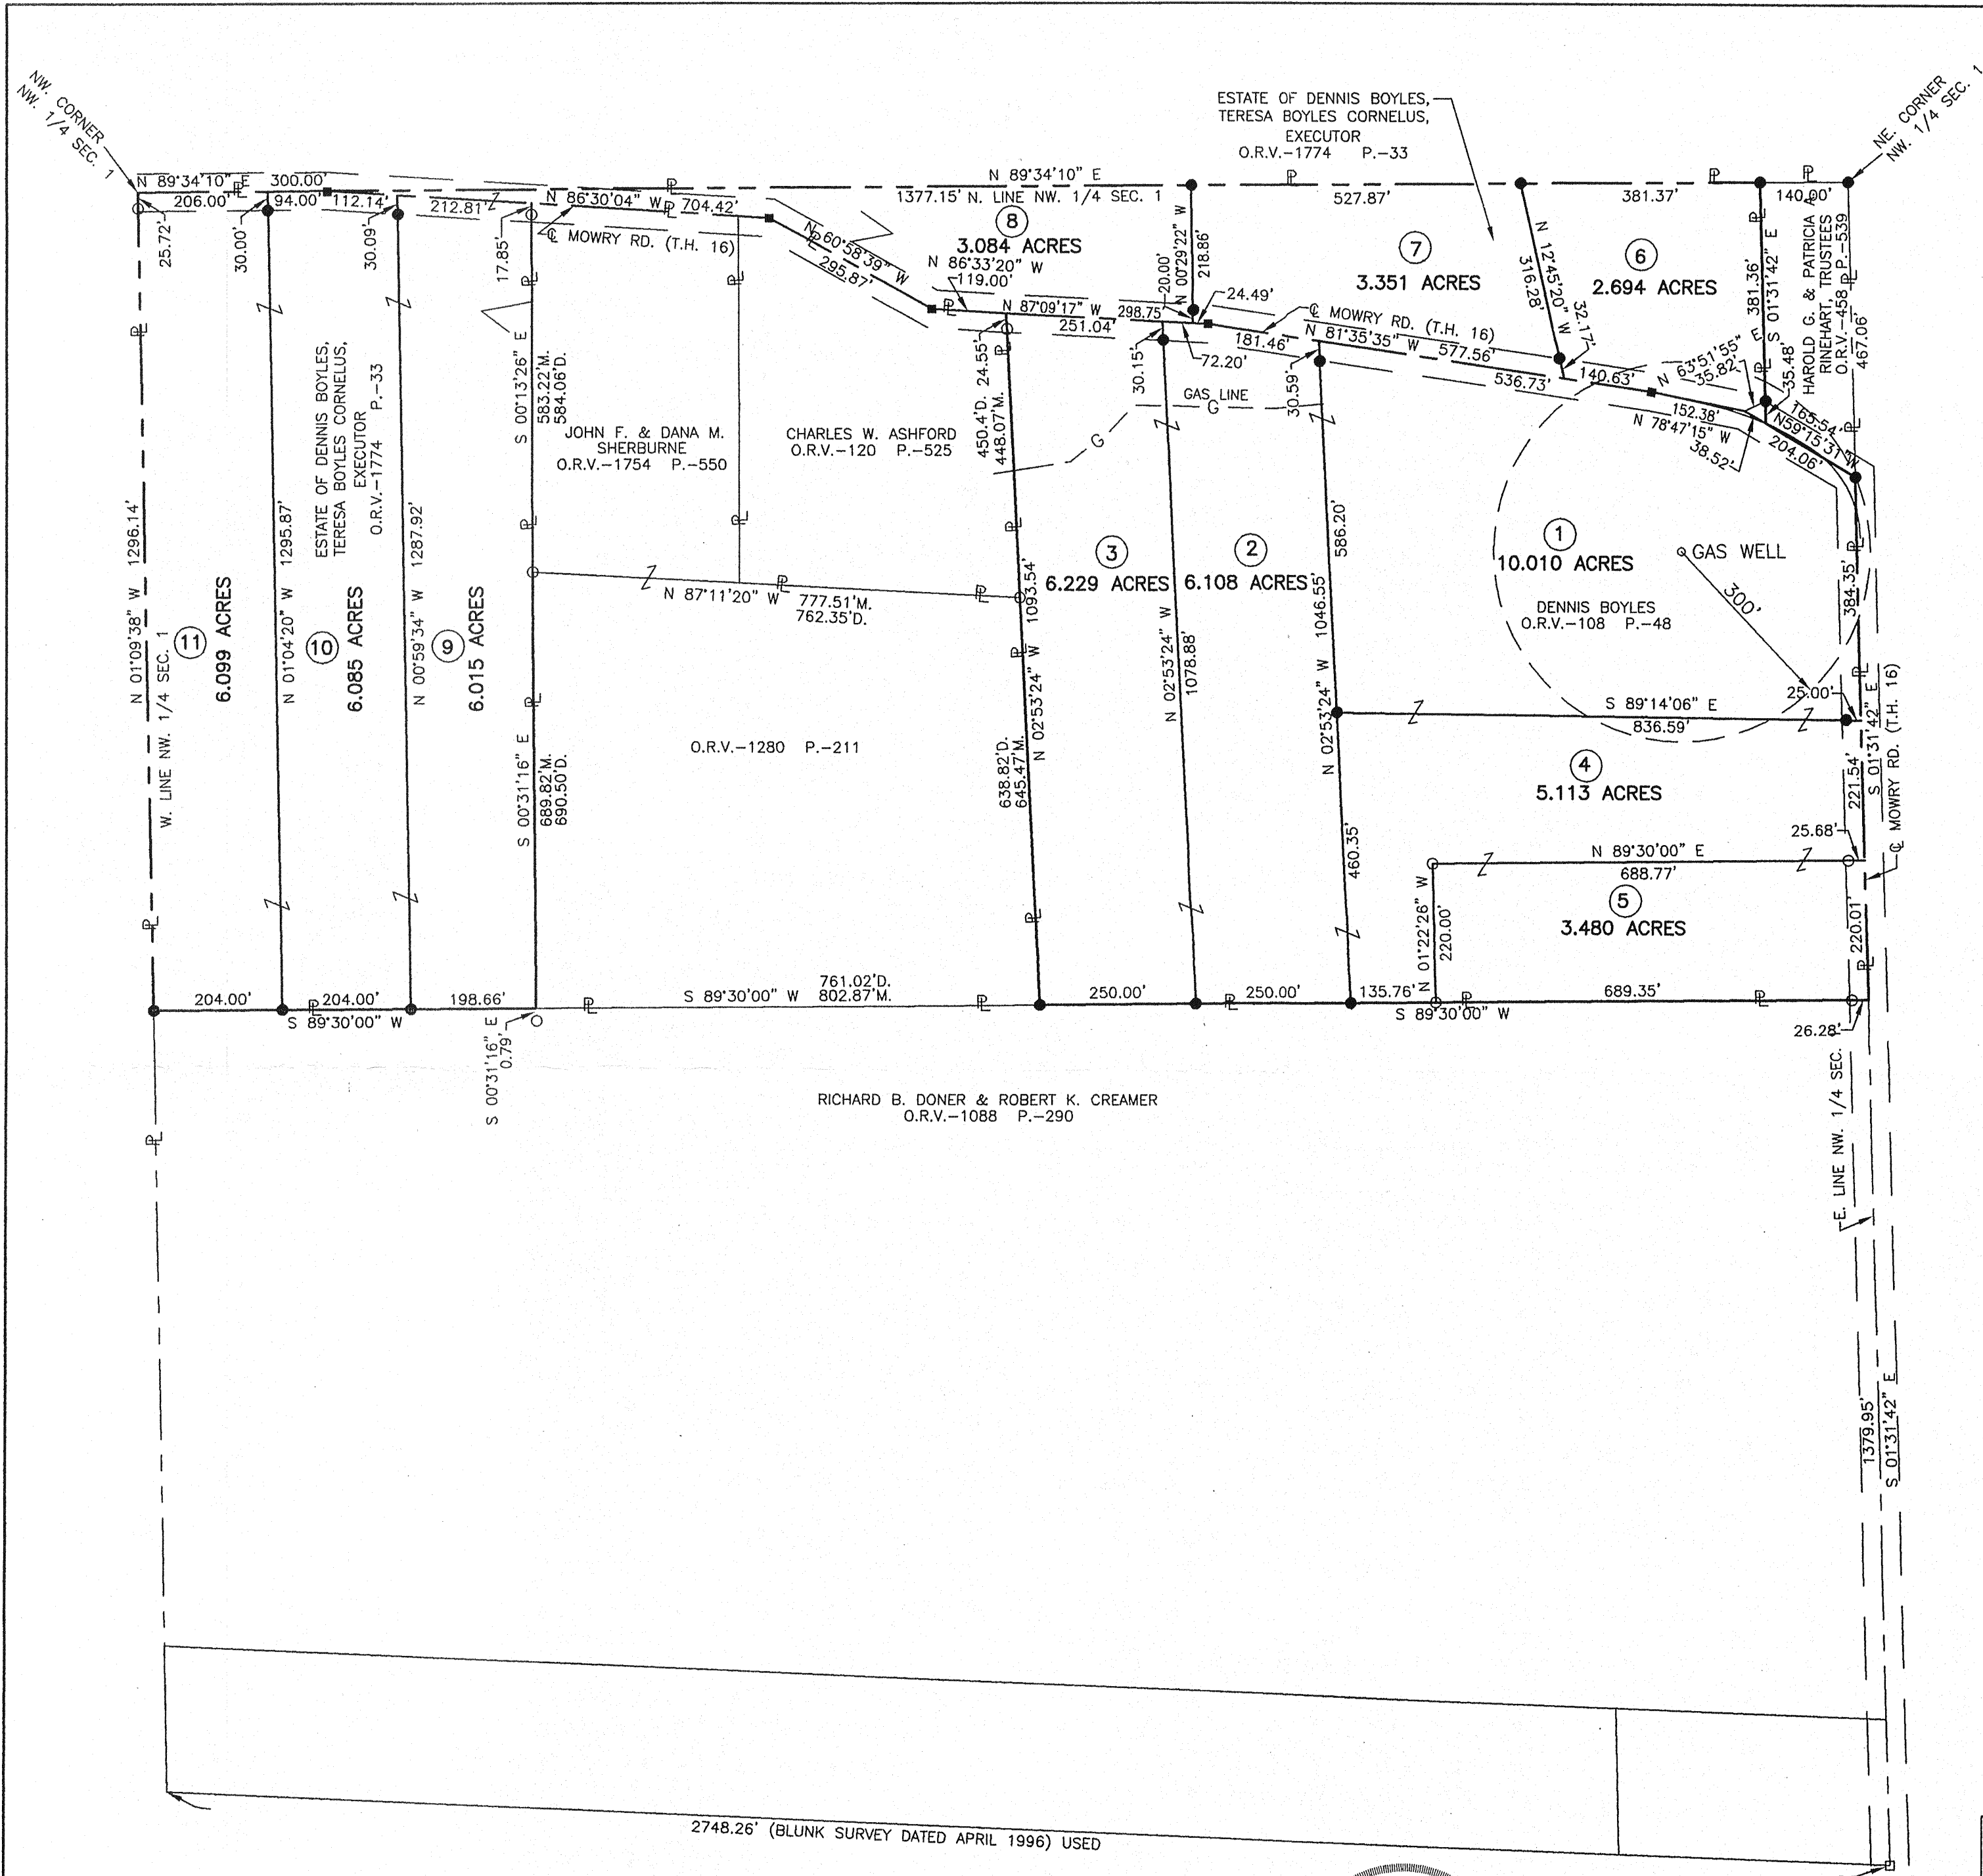 NW. CORNER
NW. 1/4 SEC. 1
ESTATE OF DENNIS BOYLES,
TERESA BOYLES CORNELUS,
EXECUTOR
O.R.V.-1774 P.-33
NE. CORNER
NW. 1/4 SEC. 1
N 89°34'10" E 300.00'
206.00'
94.00'
112.14'
212.81'
N 86°30'04" W 704.42'
N 89°34'10" E
1377.15' N. LINE NW. 1/4 SEC. 1
527.87'
381.37'
140.00'
25.72'
30.00'
30.09'
17.85'
℄ MOWRY RD. (T.H. 16)
N 60°58'39" W
295.87'
8
3.084 ACRES
N 86°33'20" W
119.00'
N 87°09'17" W 298.75'
251.04'
20.00'
N 00°29'22" W
218.86'
24.49'
72.20'
7
3.351 ACRES
N 12°45'20" W
316.28'
32.17'
6
2.694 ACRES
381.36'
S 01°31'42" E
35.48'
HAROLD G. & PATRICIA A.
RINEHART, TRUSTEES
O.R.V.-458 P.-539
467.06'
℄ MOWRY RD. (T.H. 16)
181.46'
N 81°35'35" W 577.56'
536.73'
140.63'
N 63°51'55" E
35.82'
152.38'
N 78°47'15" W
38.52'
165.54'
N59°15'31"W
204.06'
30.15'
30.59'
GAS LINE
G
G
S 00°13'26" E
583.22'M.
584.06'D.
JOHN F. & DANA M.
SHERBURNE
O.R.V.-1754 P.-550
CHARLES W. ASHFORD
O.R.V.-120 P.-525
450.4'D. 24.55'
448.07'M.
ESTATE OF DENNIS BOYLES,
TERESA BOYLES CORNELUS,
EXECUTOR
O.R.V.-1774 P.-33
N 01°09'38" W 1296.14'
W. LINE NW. 1/4 SEC. 1
11
6.099 ACRES
N 01°04'20" W 1295.87'
10
6.085 ACRES
N 00°59'34" W 1287.92'
9
6.015 ACRES
N 87°11'20" W 777.51'M.
762.35'D.
3
6.229 ACRES
2
6.108 ACRES
586.20'
1
10.010 ACRES
GAS WELL
300'
DENNIS BOYLES
O.R.V.-108 P.-48
384.35'
N 02°53'24" W 1093.54'
N 02°53'24" W
1078.88'
N 02°53'24" W 1046.55'
S 00°31'16" E
689.82'M.
690.50'D.
O.R.V.-1280 P.-211
638.82'D.
645.47'M.
25.00'
S 89°14'06" E
836.59'
4
5.113 ACRES
221.54'
S 01°31'42" E
℄ MOWRY RD. (T.H. 16)
25.68'
N 89°30'00" E
688.77'
460.35'
N 01°22'26" W
220.00'
5
3.480 ACRES
220.01'
204.00'
204.00'
S 89°30'00" W
198.66'
S 00°31'16" E
0.79'
761.02'D.
S 89°30'00" W 802.87'M.
250.00'
250.00'
135.76'
S 89°30'00" W
689.35'
26.28'
RICHARD B. DONER & ROBERT K. CREAMER
O.R.V.-1088 P.-290
E. LINE NW. 1/4 SEC. 1
1379.95'
S 01°31'42" E
2748.26' (BLUNK SURVEY DATED APRIL 1996) USED